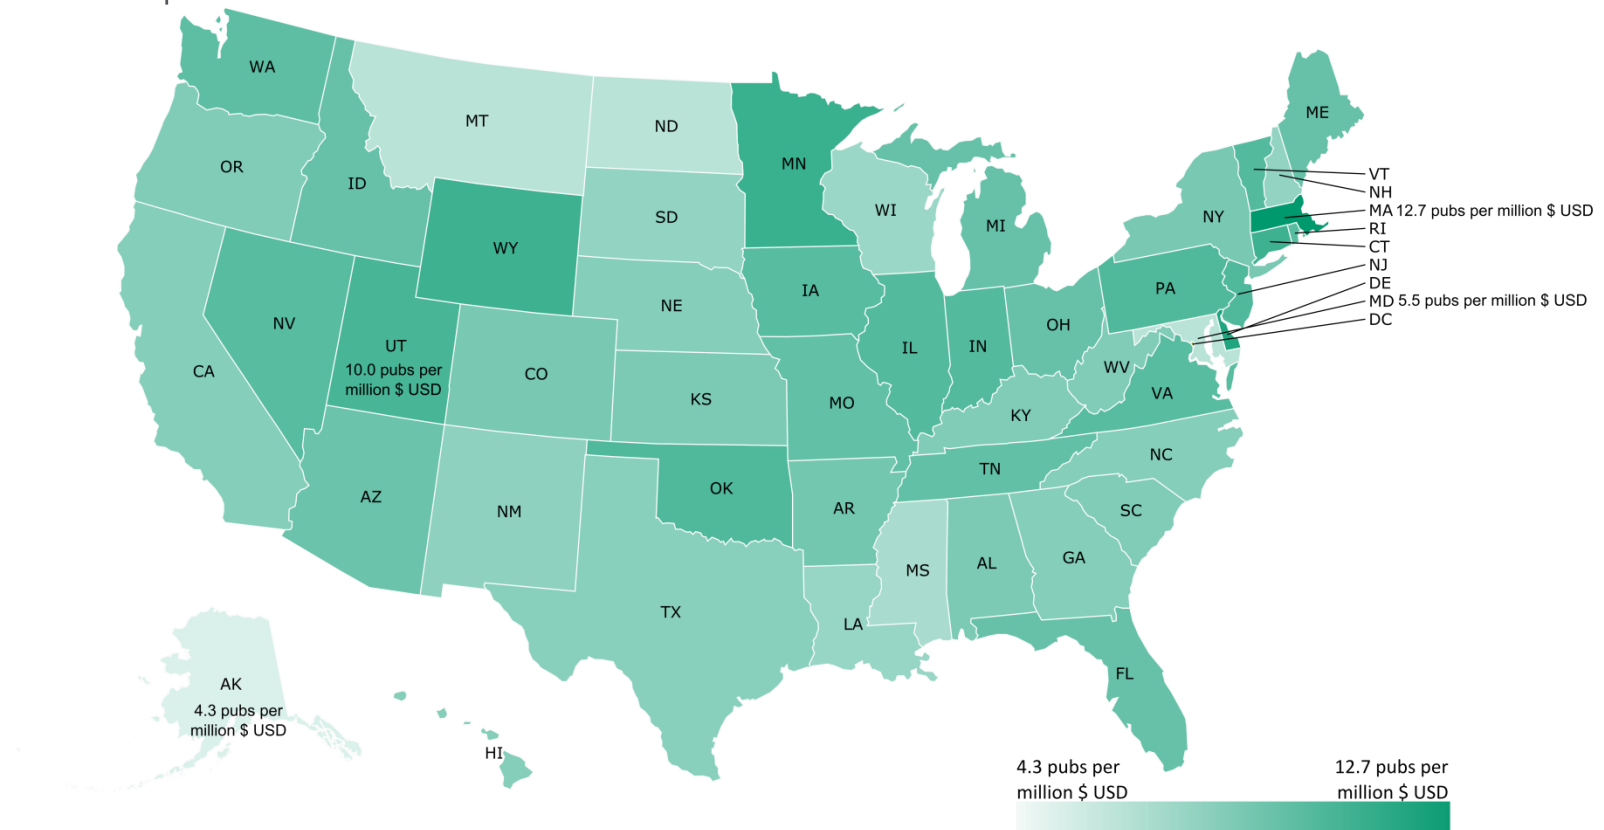 WA
MT
ND
ME
OR
ID
MN
VT
NH
WI
MA 12.7 pubs per million $ USD
SD
NY
MI
RI
WY
CT
NJ
PA
DE
IA
MD 5.5 pubs per million $ USD
NE
DC
NV
OH
UT
IL
IN
10.0 pubs per
million $ USD
CA
CO
WV
KS
MO
VA
KY
NC
TN
OK
AZ
NM
AR
SC
GA
MS
AL
TX
LA
FL
AK
4.3 pubs per
million $ USD
HI
4.3 pubs per
million $ USD
12.7 pubs per
million $ USD